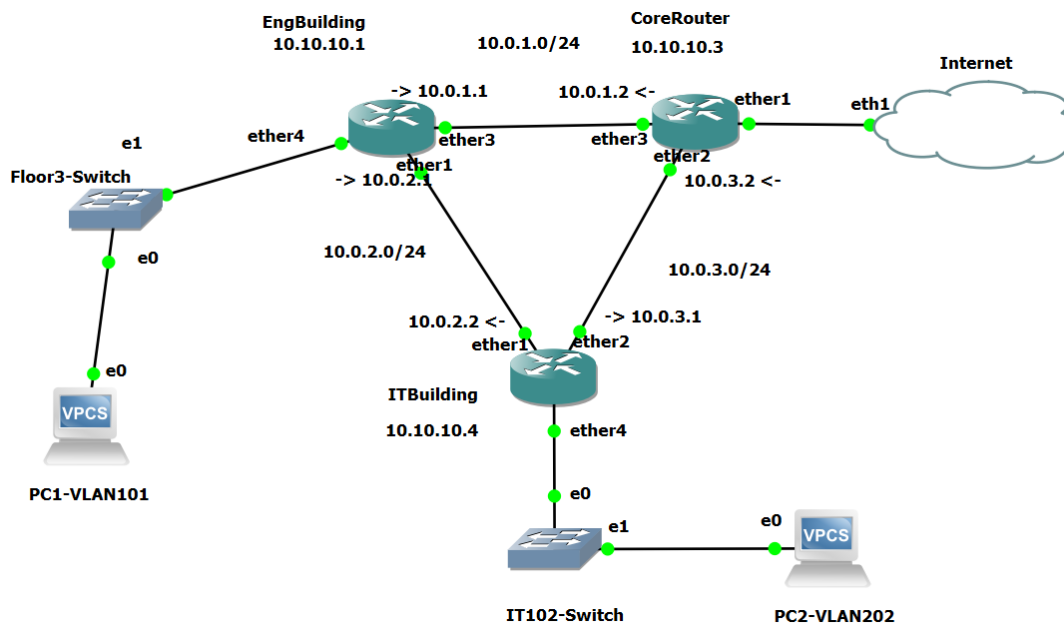 EngBuilding
10.10.10.1
10.0.1.0/24
CoreRouter
10.10.10.3
Internet
-> 10.0.1.1
10.0.1.2 <-
ether1
eth1
ether4
ether3
ether3
ether2
e1
Floor3-Switch
ether1
-> 10.0.2.1
10.0.3.2 <-
e0
10.0.2.0/24
10.0.3.0/24
10.0.2.2 <-
-> 10.0.3.1
ether1
ether2
e0
VPCS
PC1-VLAN101
ITBuilding
10.10.10.4
ether4
e0
e1
e0
VPCS
IT102-Switch
PC2-VLAN202